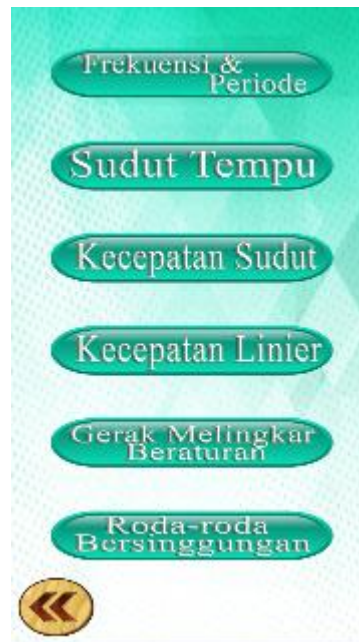 Frekuensi &
Periode
Sudut Tempu
Kecepatan Sudut
Kecepatan Linier
Gerak Melingkar
Beraturan
Roda-roda
Bersinggungan